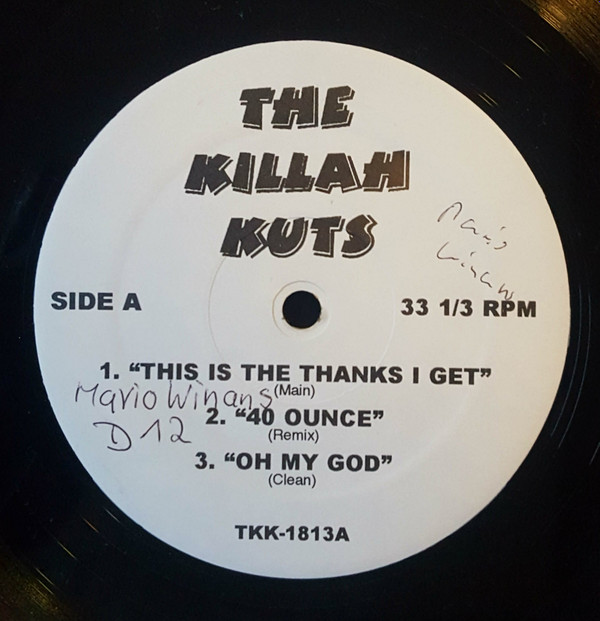 THE
KILLAH
KUTS
SIDE A
33 1/3 RPM
1. “THIS IS THE THANKS I GET”
(Main)
Mario Winans
2. “40 OUNCE”
D12
(Remix)
3. “OH MY GOD”
(Clean)
TKK-1813A